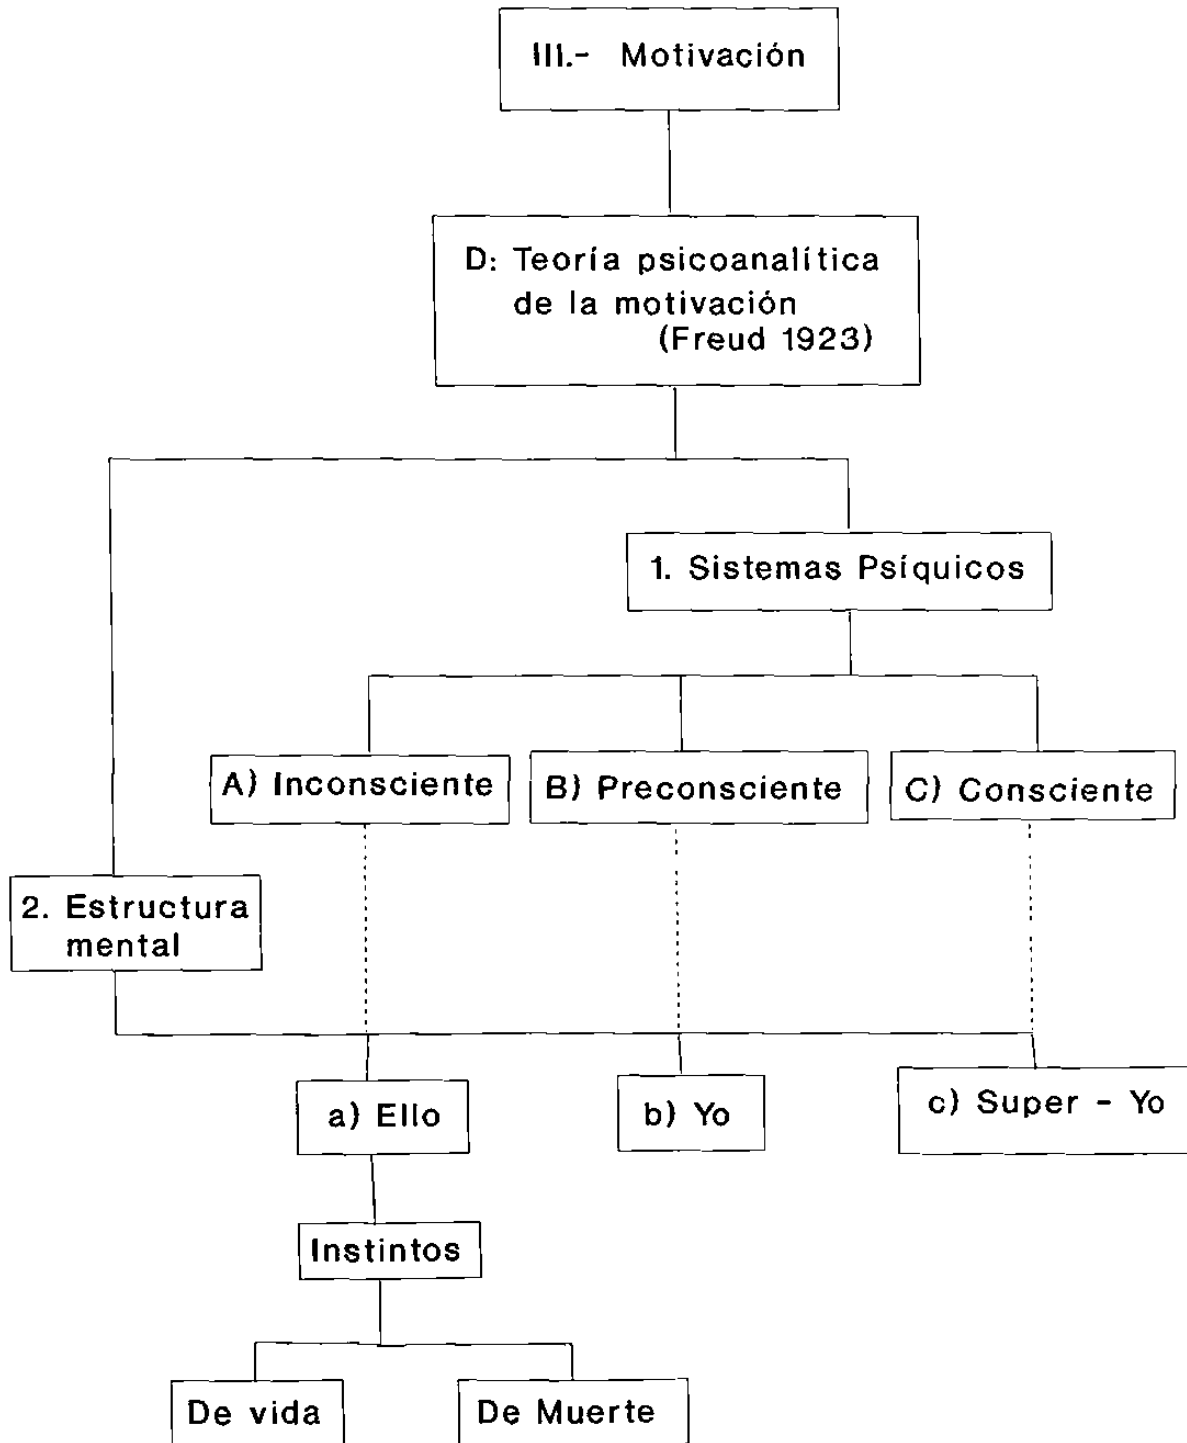 III.- Motivación
D: Teoría psicoanalítica
de la motivación
(Freud 1923)
1. Sistemas Psíquicos
A) Inconsciente
B) Preconsciente
C) Consciente
2. Estructura
mental
a) Ello
b) Yo
c) Super - Yo
Instintos
De vida
De Muerte